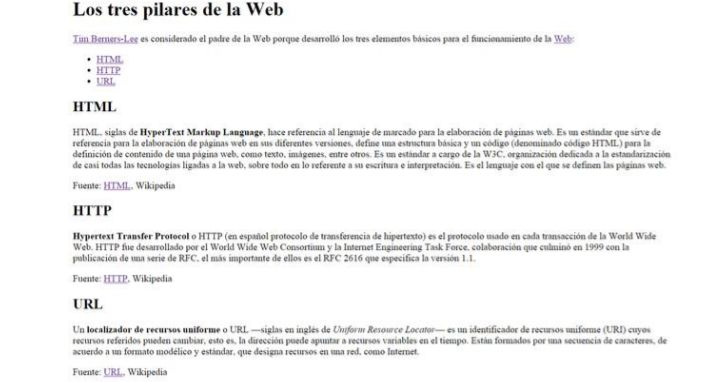 Los tres pilares de la Web
Tim Berners-Lee es considerado el padre de la Web porque desarrolló los tres elementos básicos para el funcionamiento de la Web:
• HTML
• HTTP
• URL
HTML
HTML, siglas de HyperText Markup Language, hace referencia al lenguaje de marcado para la elaboración de páginas web. Es un estándar que sirve de
referencia para la elaboración de páginas web en sus diferentes versiones, define una estructura básica y un código (denominado código HTML) para la
definición de contenido de una página web, como texto, imágenes, entre otros. Es un estándar a cargo de la W3C, organización dedicada a la estandarización
de casi todas las tecnologías ligadas a la web, sobre todo en lo referente a su escritura e interpretación. Es el lenguaje con el que se definen las páginas web.
Fuente: HTML, Wikipedia
HTTP
Hypertext Transfer Protocol o HTTP (en español protocolo de transferencia de hipertexto) es el protocolo usado en cada transacción de la World Wide
Web. HTTP fue desarrollado por el World Wide Web Consortium y la Internet Engineering Task Force, colaboración que culminó en 1999 con la
publicación de una serie de RFC, el más importante de ellos es el RFC 2616 que especifica la versión 1.1.
Fuente: HTTP, Wikipedia
URL
Un localizador de recursos uniforme o URL —siglas en inglés de Uniform Resource Locator— es un identificador de recursos uniforme (URI) cuyos
recursos referidos pueden cambiar, esto es, la dirección puede apuntar a recursos variables en el tiempo. Están formados por una secuencia de caracteres, de
acuerdo a un formato modélico y estándar, que designa recursos en una red, como Internet.
Fuente: URL, Wikipedia